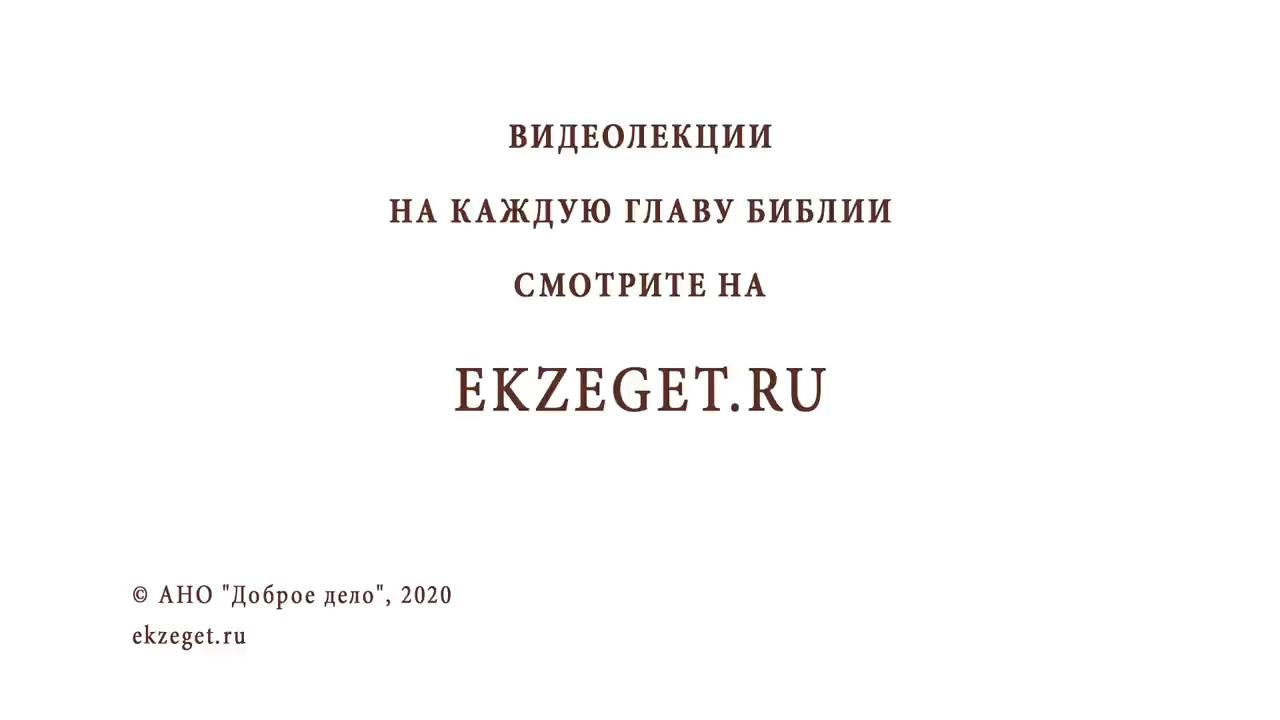 ВИДЕОЛЕКЦИИ
НА КАЖДУЮ ГЛАВУ БИБЛИИ
СМОТРИТЕ НА
EKZEGET.RU
© АНО "Доброе дело", 2020
ekzeget.ru